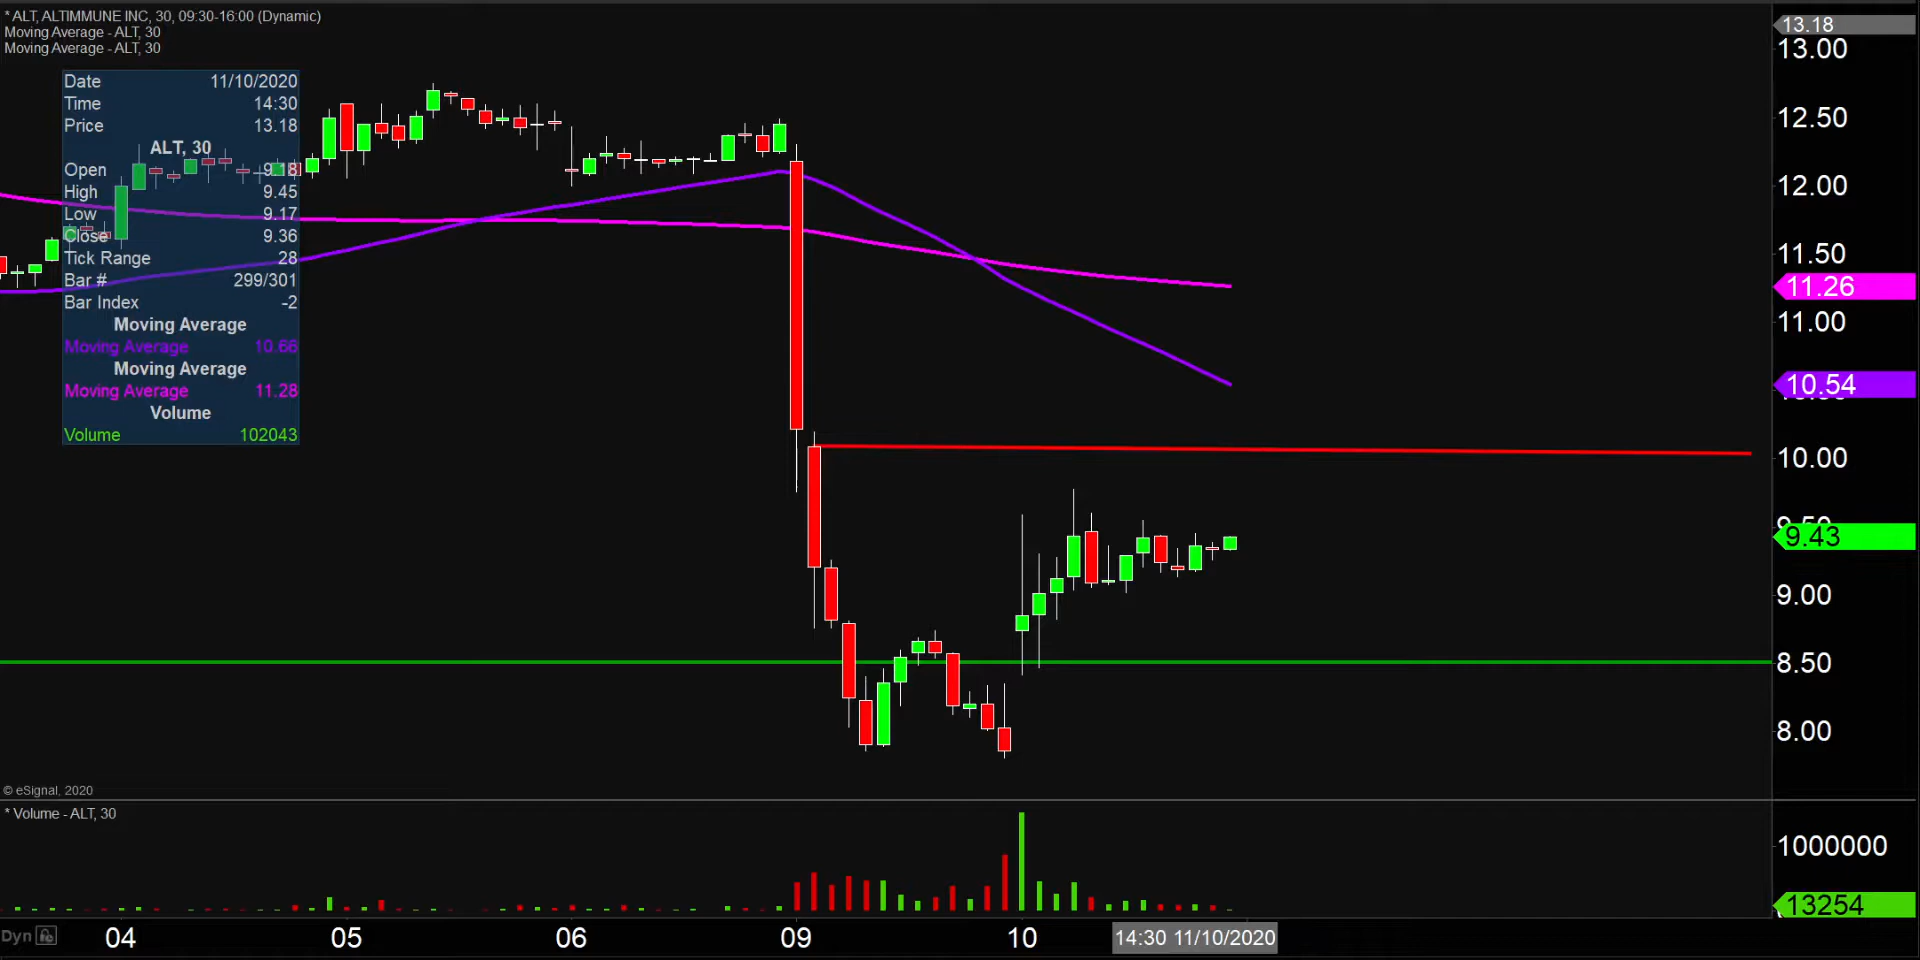 * ALT, ALTIMMUNE INC, 30, 09:30-16:00 (Dynamic)
Moving Average - ALT, 30
Moving Average - ALT, 30
Date 11/10/2020
Time 14:30
Price 13.18
ALT, 30
Open 9.18
High 9.45
Low 9.17
Close 9.36
Tick Range 28
Bar # 299/301
Bar Index -2
Moving Average
Moving Average 10.66
Moving Average
Moving Average 11.28
Volume
Volume 102043
13.18
13.00
12.50
12.00
11.50
11.26
11.00
10.54
10.00
9.50
9.43
9.00
8.50
8.00
© eSignal, 2020
* Volume - ALT, 30
1000000
13254
Dyn 04 05 06 09 10 14:30 11/10/2020